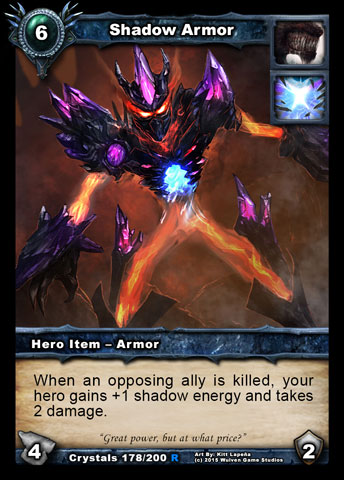 6
Shadow Armor
Hero Item – Armor
When an opposing ally is killed, your
hero gains +1 shadow energy and takes
2 damage.
"Great power, but at what price?"
4
Crystals 178/200 R
Art By: Kitt Lapeña
(c) 2015 Wulven Game Studios
2